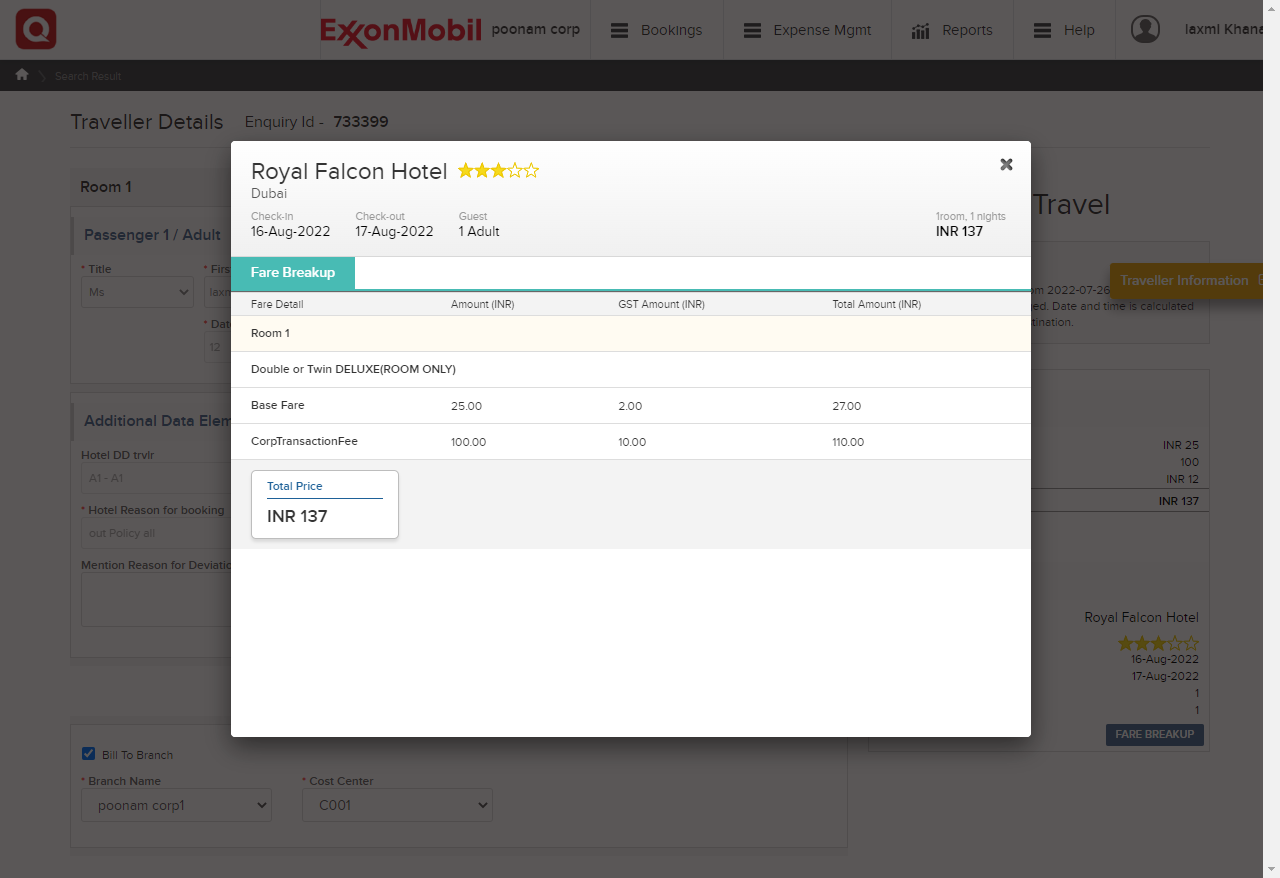 Q ExxonMobil poonam corp Bookings Expense Mgmt Reports Help laxml Khana
Search Result
Traveller Details Enquiry Id - 733399
Room 1
Travel
Passenger 1 / Adult
* Title * Firs
Ms laxm
* Date
12
om 2022-07-26
ed. Date and time is calculated
tination.
Traveller Information
Royal Falcon Hotel
Dubai
Check-in Check-out Guest 1room, 1 nights
16-Aug-2022 17-Aug-2022 1 Adult INR 137
Fare Breakup
Fare Detail Amount (INR) GST Amount (INR) Total Amount (INR)
Room 1
Double or Twin DELUXE(ROOM ONLY)
Base Fare 25.00 2.00 27.00
CorpTransactionFee 100.00 10.00 110.00
Total Price
INR 137
Additional Data Elem
Hotel DD trvlr
A1 - A1
* Hotel Reason for booking
out Policy all
Mention Reason for Deviatio
INR 25
100
INR 12
INR 137
Royal Falcon Hotel
16-Aug-2022
17-Aug-2022
1
1
FARE BREAKUP
Bill To Branch
* Branch Name * Cost Center
poonam corp1 C001